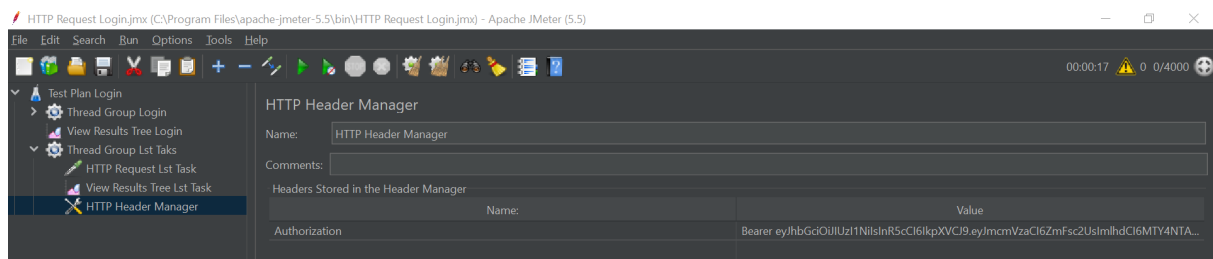 HTTP Request Login.jmx (C:\Program Files\apache-jmeter-5.5\bin\HTTP Request Login.jmx) - Apache JMeter (5.5)
File Edit Search Run Options Tools Help
00:00:17 0 0/4000
Test Plan Login
Thread Group Login
View Results Tree Login
Thread Group Lst Taks
HTTP Request Lst Task
View Results Tree Lst Task
HTTP Header Manager
HTTP Header Manager
Name: HTTP Header Manager
Comments:
Headers Stored in the Header Manager
Name: Value
Authorization Bearer eyJhbGciOiJIUzI1NiIsInR5cCI6IkpXVCJ9.eyJmcmVzaCI6ZmFsc2UsImlhdCI6MTY4NTA...